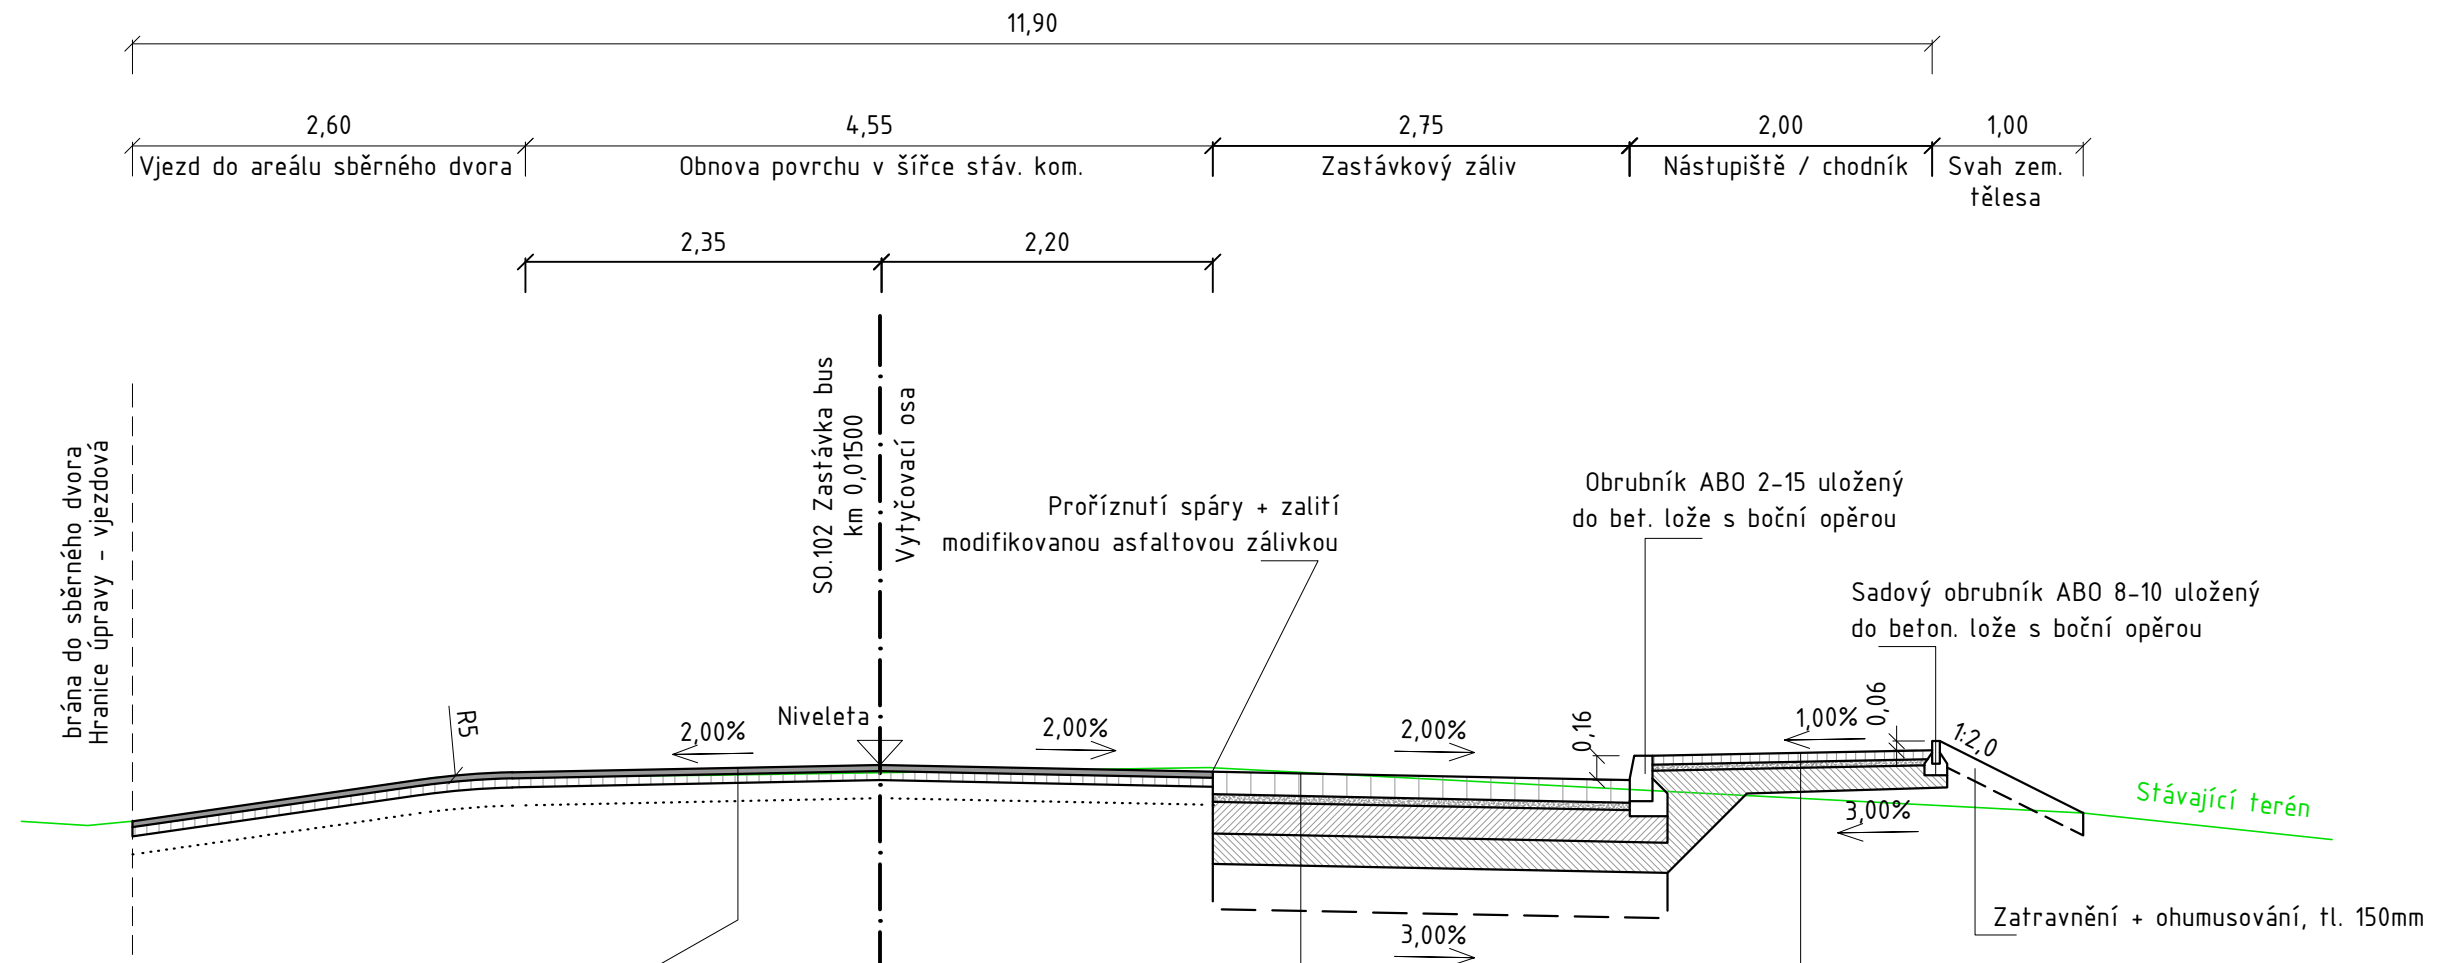 11,90
2,60
4,55
2,75
2,00
1,00
Vjezd do areálu sběrného dvora
Obnova povrchu v šířce stáv. kom.
Zastávkový záliv
Nástupiště / chodník
Svah zem.
tělesa
2,35
2,20
brána do sběrného dvora
Hranice úpravy - vjezdová
SO.102 Zastávka bus
km 0,01500
Vytyčovací osa
Proříznutí spáry + zalití
modifikovanou asfaltovou zálivkou
Obrubník ABO 2-15 uložený
do bet. lože s boční opěrou
Sadový obrubník ABO 8-10 uložený
do beton. lože s boční opěrou
R5
2,00%
Niveleta
2,00%
2,00%
0,16
1,00%
0,06
1:2,0
Stávající terén
3,00%
Zatravnění + ohumusování, tl. 150mm
3,00%